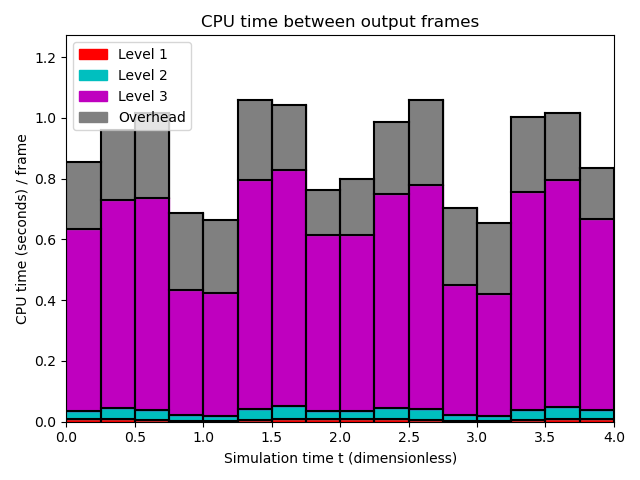 CPU time between output frames
Level 1
Level 2
Level 3
Overhead
CPU time (seconds) / frame
1.2
1.0
0.8
0.6
0.4
0.2
0.0
0.0 0.5 1.0 1.5 2.0 2.5 3.0 3.5 4.0
Simulation time t (dimensionless)